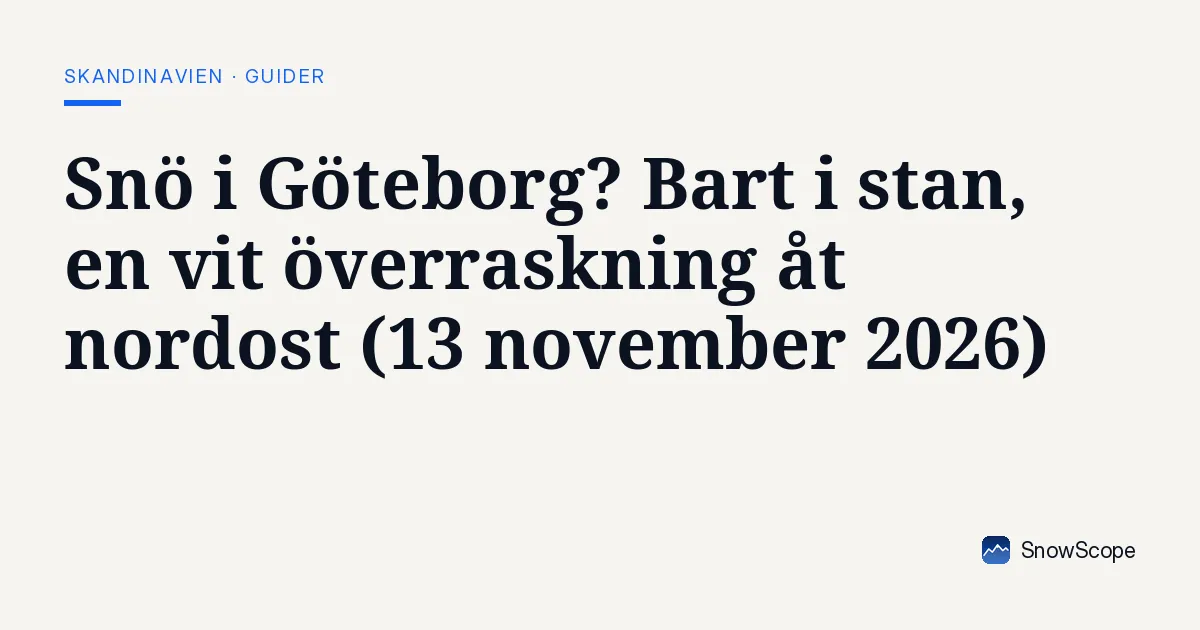 SKANDINAVIEN · GUIDER
Snö i Göteborg? Bart i stan,
en vit överraskning åt
nordost (13 november 2026)
SnowScope